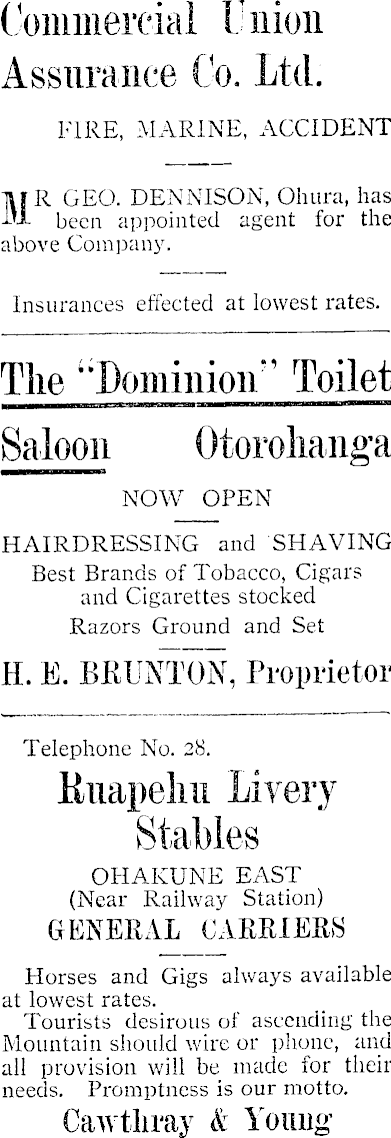 Commercial Union
Assurance Co. Ltd.
FIRE, MARINE, ACCIDENT
MR GEO. DENNISON, Ohura, has
been appointed agent for the
above Company.
Insurances effected at lowest rates.
The "Dominion" Toilet
Saloon Otorohanga
NOW OPEN
HAIRDRESSING and SHAVING
Best Brands of Tobacco, Cigars
and Cigarettes stocked
Razors Ground and Set
H. E. BRUNTON, Proprietor
Telephone No. 28.
Ruapehu Livery
Stables
OHAKUNE EAST
(Near Railway Station)
GENERAL CARRIERS
Horses and Gigs always available
at lowest rates.
Tourists desirous of ascending the
Mountain should wire or phone, and
all provision will be made for their
needs. Promptness is our motto.
Cawthray & Young